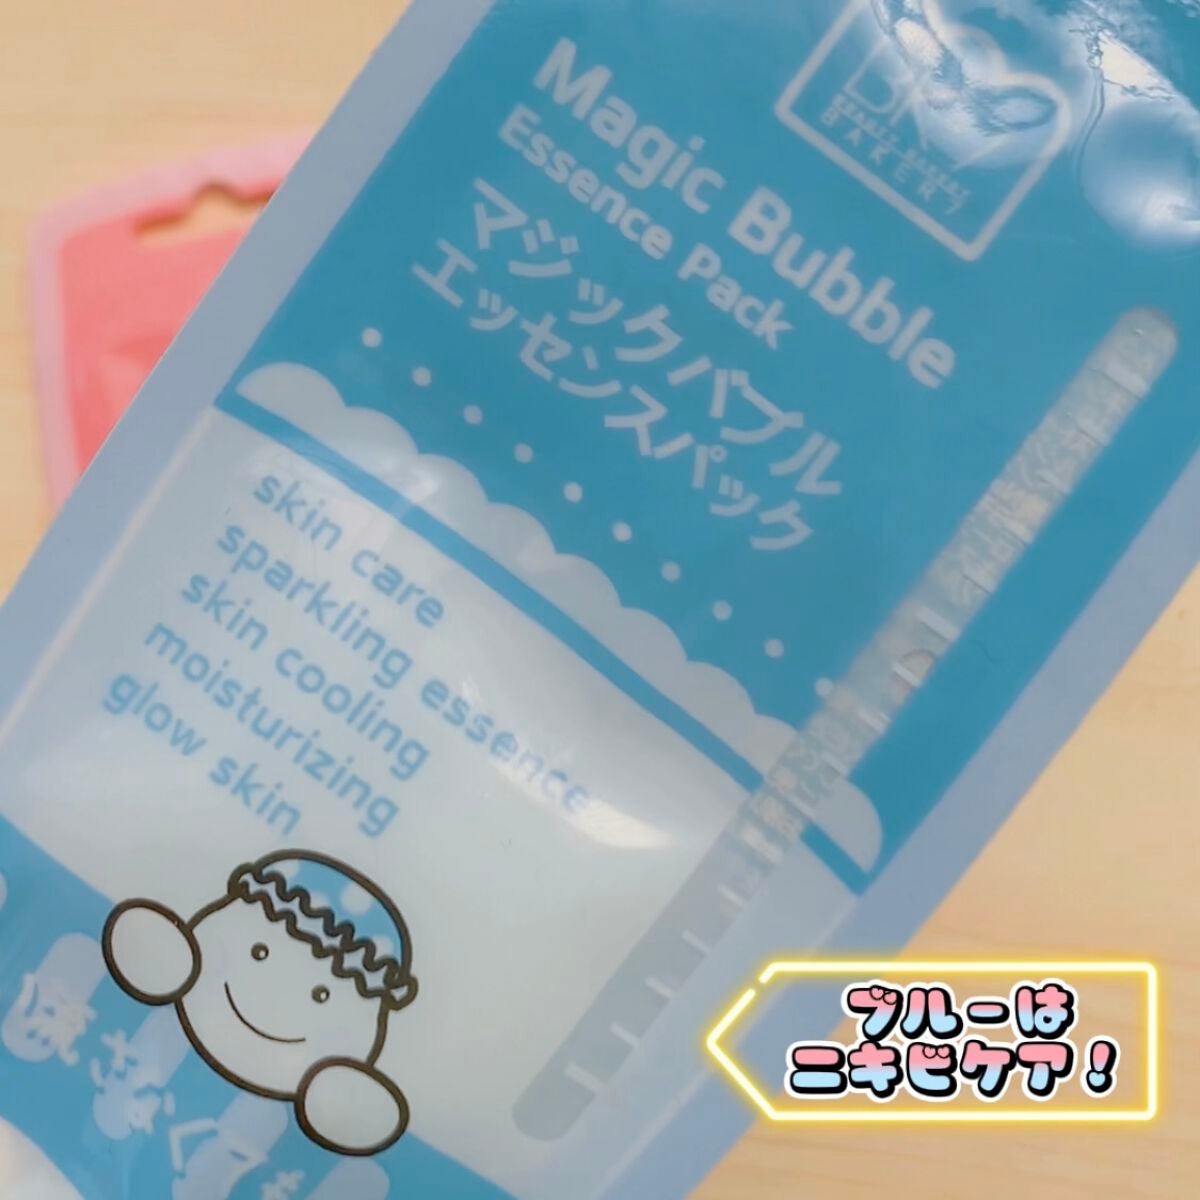 BAKERY
Magic Bubble
Essence Pack
マジックバブル
エッセンスパック
skin care
sparkling essence
skin cooling
moisturizing
glow skin
ブルーは
ニキビケア！